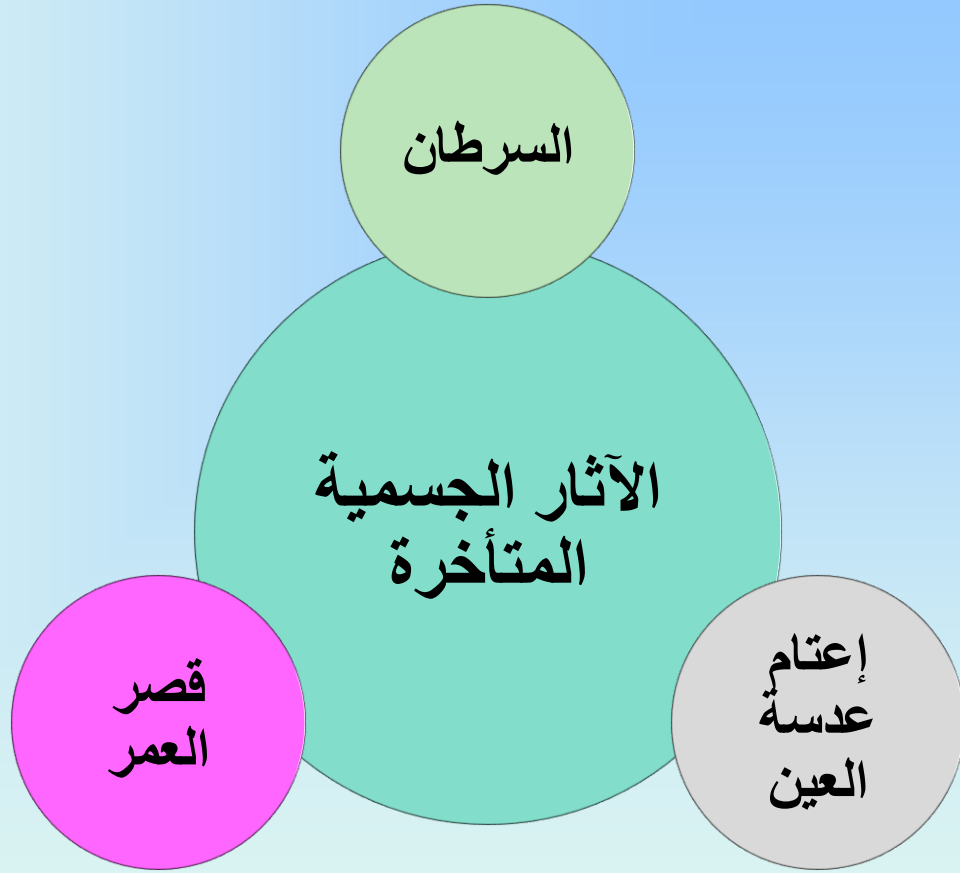 السرطان
الآثار الجسمية
المتأخرة
إعتام
عدسة
العين
قصر
العمر